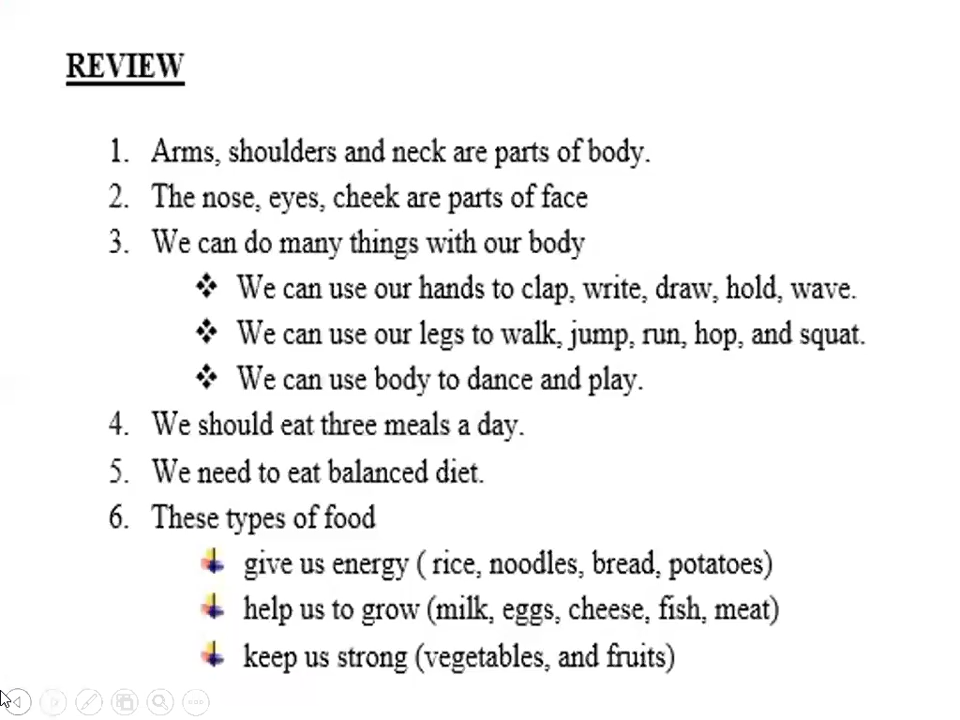 REVIEW
1. Arms, shoulders and neck are parts of body.
2. The nose, eyes, cheek are parts of face
3. We can do many things with our body
❖ We can use our hands to clap, write, draw, hold, wave.
❖ We can use our legs to walk, jump, run, hop, and squat.
❖ We can use body to dance and play.
4. We should eat three meals a day.
5. We need to eat balanced diet.
6. These types of food
give us energy ( rice, noodles, bread, potatoes)
help us to grow (milk, eggs, cheese, fish, meat)
keep us strong (vegetables, and fruits)